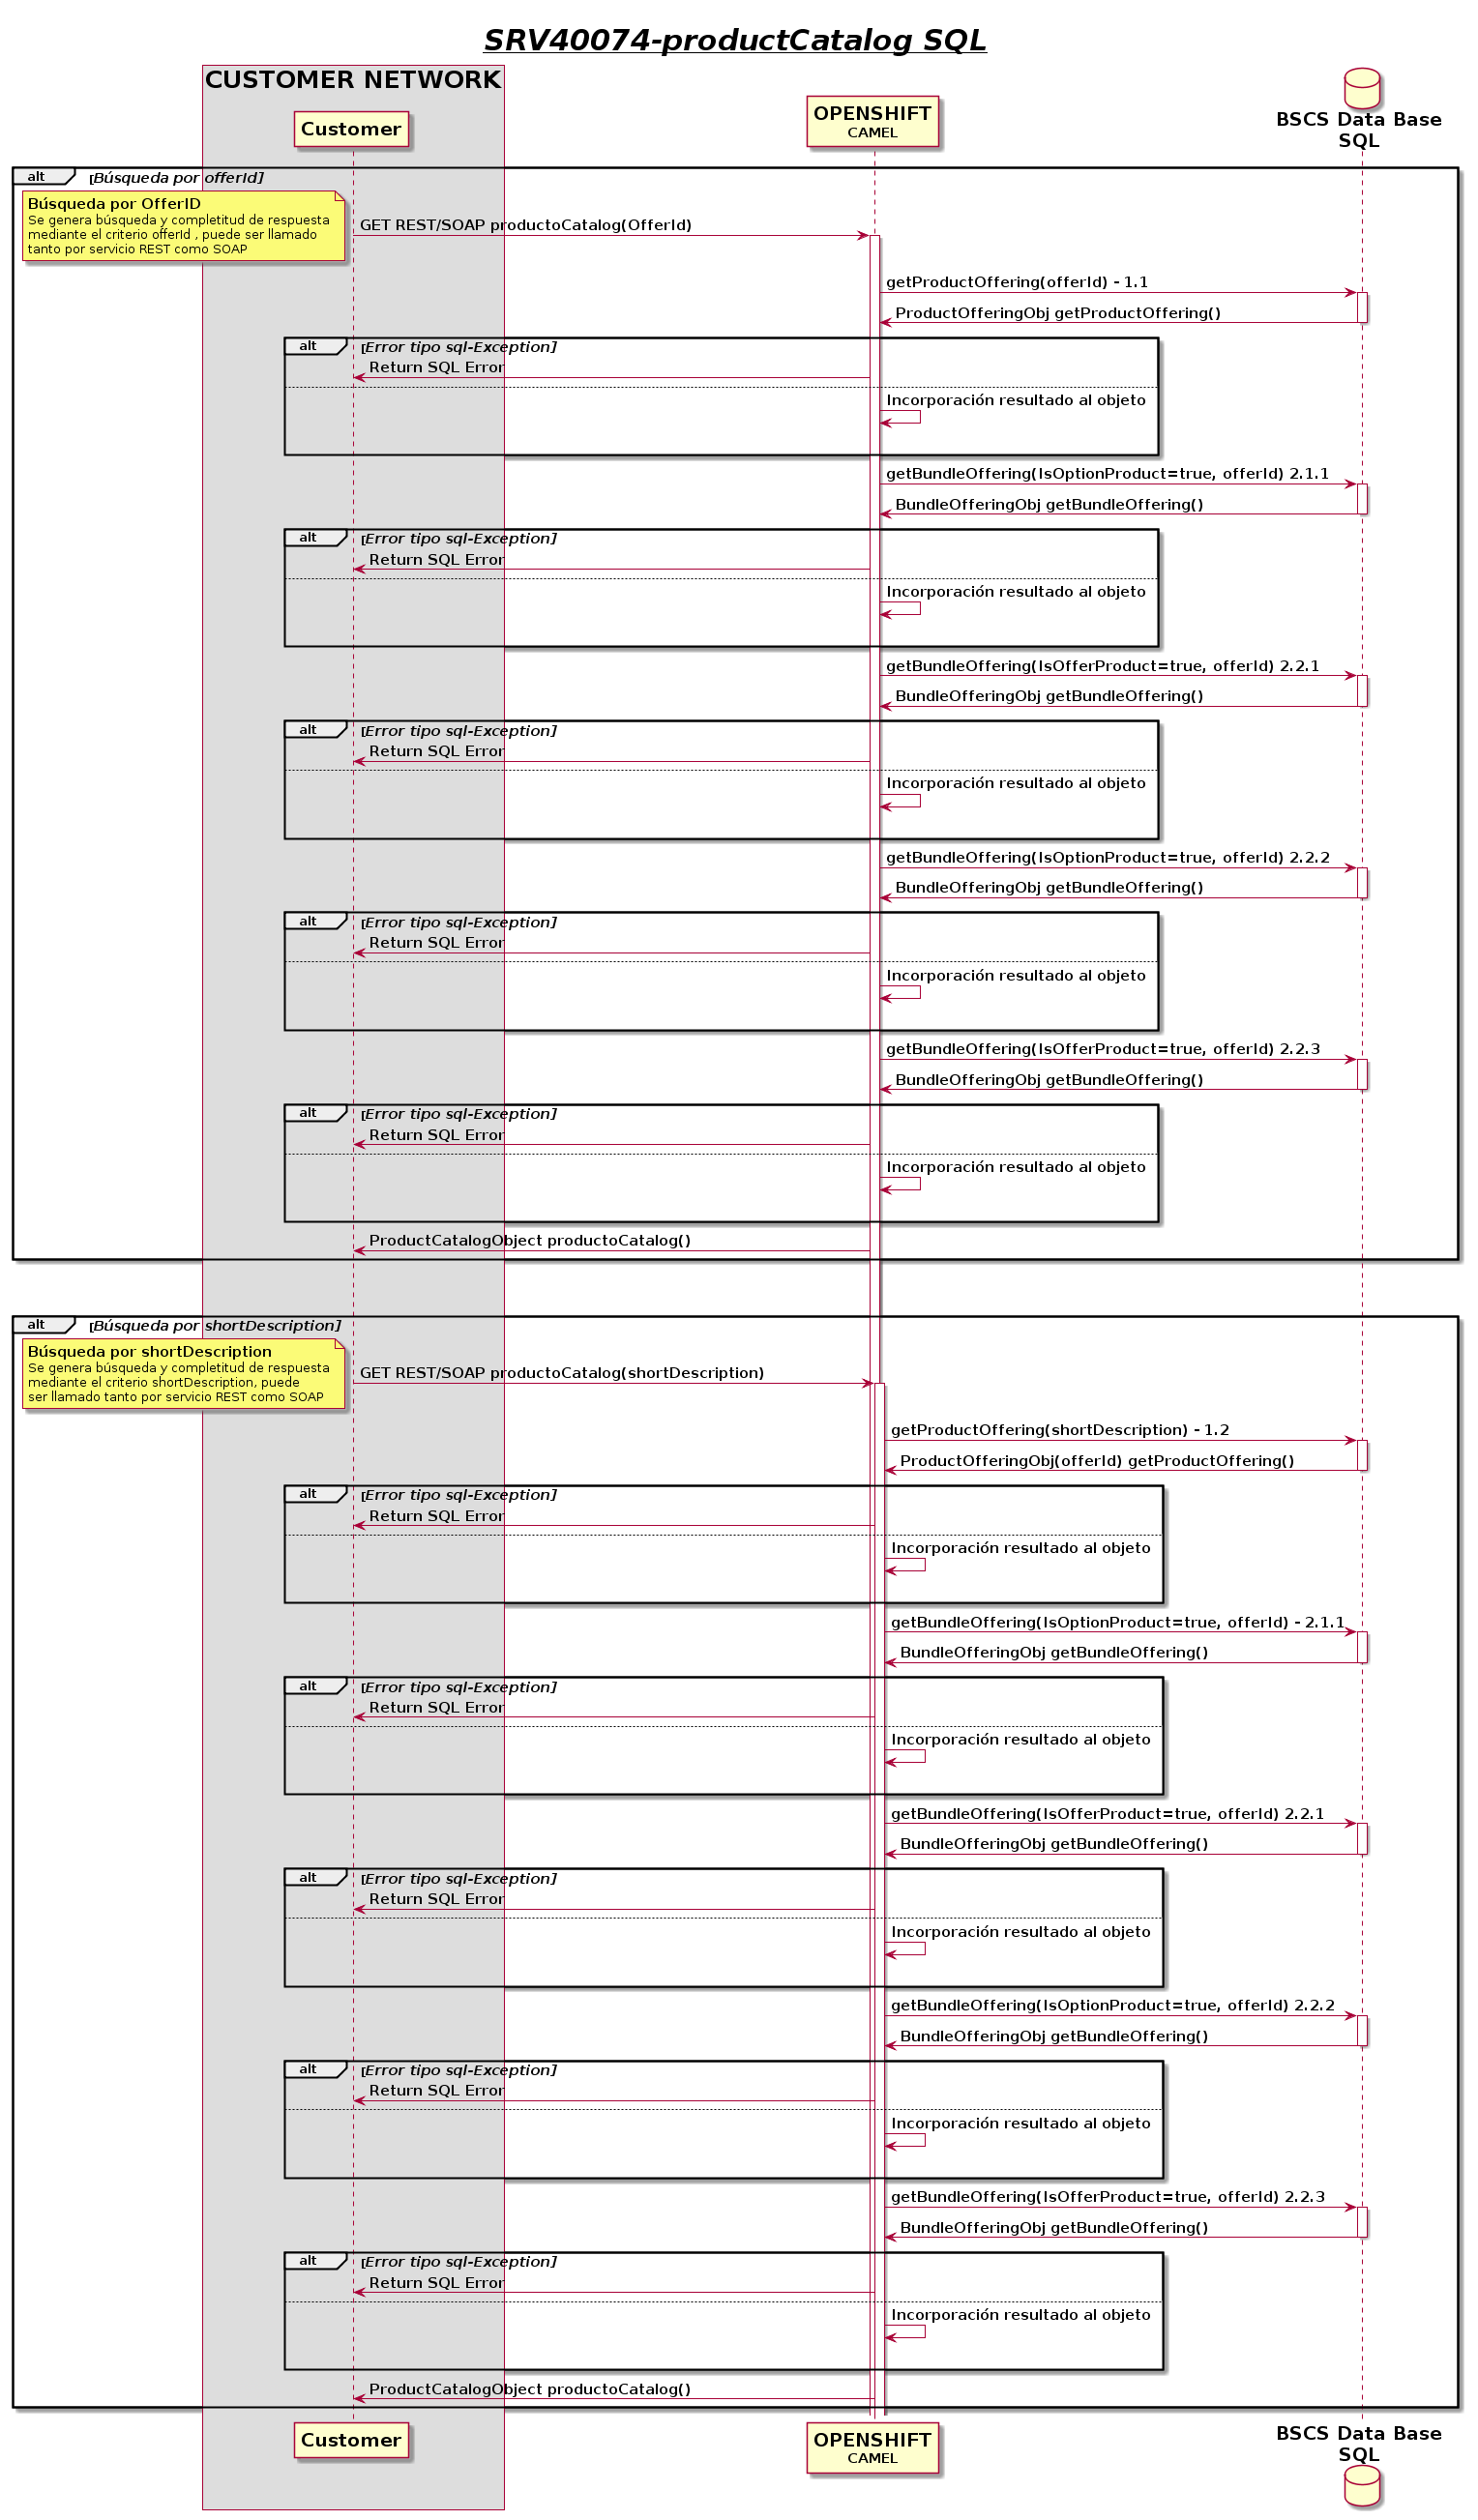 SRV40074-productCatalog SQL
CUSTOMER NETWORK
Customer
OPENSHIFT
CAMEL
BSCS Data Base
SQL
alt [Búsqueda por offerId]
Búsqueda por OfferID
Se genera búsqueda y completitud de respuesta
mediante el criterio offerId , puede ser llamado
tanto por servicio REST como SOAP
GET REST/SOAP productoCatalog(OfferId)
getProductOffering(offerId) - 1.1
ProductOfferingObj getProductOffering()
alt [Error tipo sql-Exception]
Return SQL Error
Incorporación resultado al objeto
getBundleOffering(IsOptionProduct=true, offerId) 2.1.1
BundleOfferingObj getBundleOffering()
alt [Error tipo sql-Exception]
Return SQL Error
Incorporación resultado al objeto
getBundleOffering(IsOfferProduct=true, offerId) 2.2.1
BundleOfferingObj getBundleOffering()
alt [Error tipo sql-Exception]
Return SQL Error
Incorporación resultado al objeto
getBundleOffering(IsOptionProduct=true, offerId) 2.2.2
BundleOfferingObj getBundleOffering()
alt [Error tipo sql-Exception]
Return SQL Error
Incorporación resultado al objeto
getBundleOffering(IsOfferProduct=true, offerId) 2.2.3
BundleOfferingObj getBundleOffering()
alt [Error tipo sql-Exception]
Return SQL Error
Incorporación resultado al objeto
ProductCatalogObject productoCatalog()
alt [Búsqueda por shortDescription]
Búsqueda por shortDescription
Se genera búsqueda y completitud de respuesta
mediante el criterio shortDescription, puede
ser llamado tanto por servicio REST como SOAP
GET REST/SOAP productoCatalog(shortDescription)
getProductOffering(shortDescription) - 1.2
ProductOfferingObj(offerId) getProductOffering()
alt [Error tipo sql-Exception]
Return SQL Error
Incorporación resultado al objeto
getBundleOffering(IsOptionProduct=true, offerId) - 2.1.1
BundleOfferingObj getBundleOffering()
alt [Error tipo sql-Exception]
Return SQL Error
Incorporación resultado al objeto
getBundleOffering(IsOfferProduct=true, offerId) 2.2.1
BundleOfferingObj getBundleOffering()
alt [Error tipo sql-Exception]
Return SQL Error
Incorporación resultado al objeto
getBundleOffering(IsOptionProduct=true, offerId) 2.2.2
BundleOfferingObj getBundleOffering()
alt [Error tipo sql-Exception]
Return SQL Error
Incorporación resultado al objeto
getBundleOffering(IsOfferProduct=true, offerId) 2.2.3
BundleOfferingObj getBundleOffering()
alt [Error tipo sql-Exception]
Return SQL Error
Incorporación resultado al objeto
ProductCatalogObject productoCatalog()
Customer
OPENSHIFT
CAMEL
BSCS Data Base
SQL